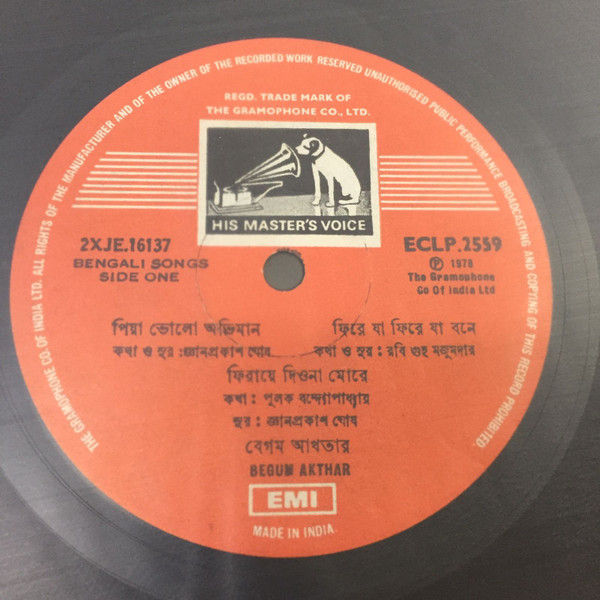 THE GRAMOPHONE CO. OF INDIA LTD. ALL RIGHTS OF THE MANUFACTURER AND OF THE OWNER OF THE RECORDED WORK RESERVED UNAUTHORISED PUBLIC PERFORMANCE BROADCASTING AND COPYING OF THIS RECORD PROHIBITED.
REGD. TRADE MARK OF
THE GRAMOPHONE CO., LTD.
HIS MASTER'S VOICE
2XJE.16137
BENGALI SONGS
SIDE ONE
ECLP.2559
℗ 1978
The Gramophone
Co Of India Ltd
পিয়া ভোলো অভিমান
কথা ও সুর : জ্ঞানপ্রকাশ ঘোষ
ফিরে যা ফিরে যা বনে
কথা ও সুর : রবি গুহ মজুমদার
ফিরায়ে দিওনা মোরে
কথা : পুলক বন্দ্যোপাধ্যায়
সুর : জ্ঞানপ্রকাশ ঘোষ
বেগম আখতার
BEGUM AKTHAR
EMI
MADE IN INDIA.